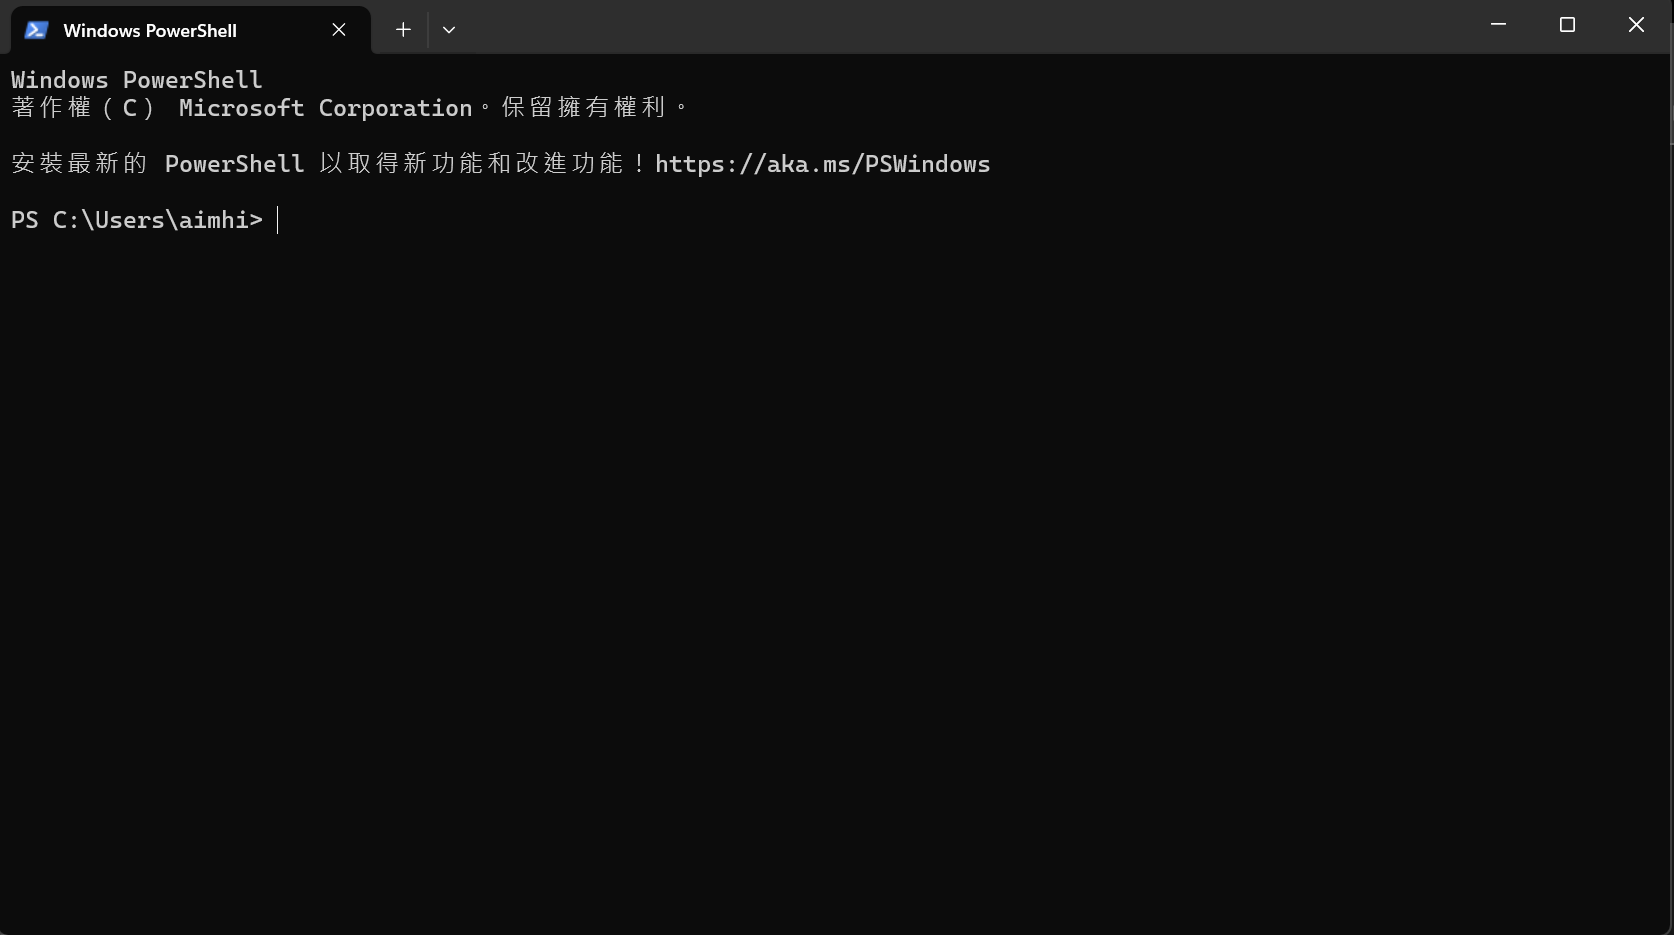 Windows PowerShell
Windows PowerShell
著作權（C） Microsoft Corporation。保留擁有權利。
安裝最新的 PowerShell 以取得新功能和改進功能！https://aka.ms/PSWindows
PS C:\Users\aimhi>